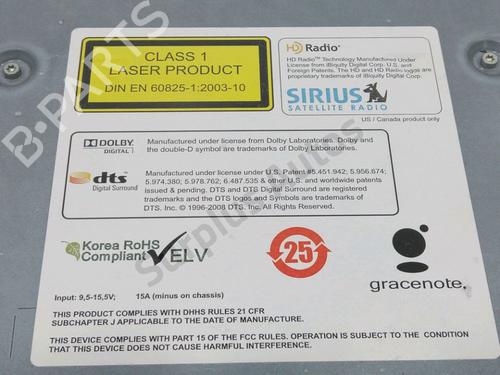 CLASS 1
LASER PRODUCT
DIN EN 60825-1:2003-10
HD Radio®
HD Radio™ Technology Manufactured Under
License from iBiquity Digital Corp. U.S. and
Foreign Patents. The HD and HD Radio logos are
proprietary trademarks of iBiquity Digital Corp.
SIRIUS
SATELLITE RADIO
US / Canada product only
DOLBY
DIGITAL
Manufactured under license from Dolby Laboratories. Dolby and
the double-D symbol are trademarks of Dolby Laboratories.
dts
Digital Surround
Manufactured under license under U.S. Patent #5.451.942; 5.956.674;
5.974.380; 5.978.762; 6.487.535 & other U.S. and worldwide patents
issued & pending. DTS and DTS Digital Surround are registered
trademarks and the DTS logos and Symbols are trademarks of
DTS. Inc. © 1996-2008 DTS. Inc. All Rights Reserved.
Korea RoHS
Compliant
ELV
25
gracenote.
Input: 9,5-15,5V; 15A (minus on chassis)
THIS PRODUCT COMPLIES WITH DHHS RULES 21 CFR
SUBCHAPTER J APPLICABLE TO THE DATE OF MANUFACTURE.
THIS DEVICE COMPLIES WITH PART 15 OF THE FCC RULES. OPERATION IS SUBJECT TO THE CONDITION
THAT THIS DEVICE DOES NOT CAUSE HARMFUL INTERFERENCE.
B-PARTS
Surplus Autos